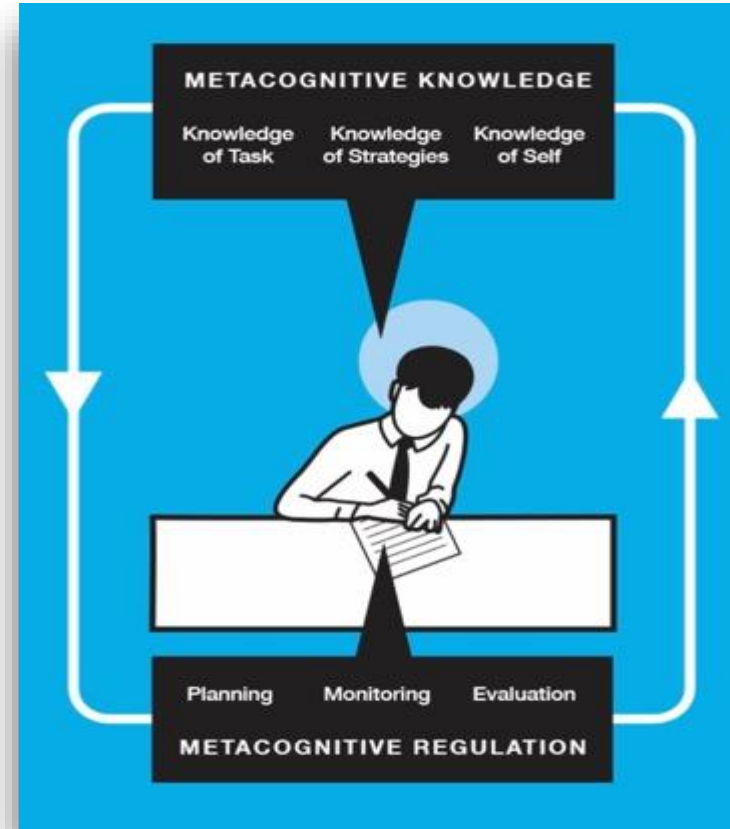 METACOGNITIVE KNOWLEDGE
Knowledge of Task
Knowledge of Strategies
Knowledge of Self
Planning Monitoring Evaluation
METACOGNITIVE REGULATION